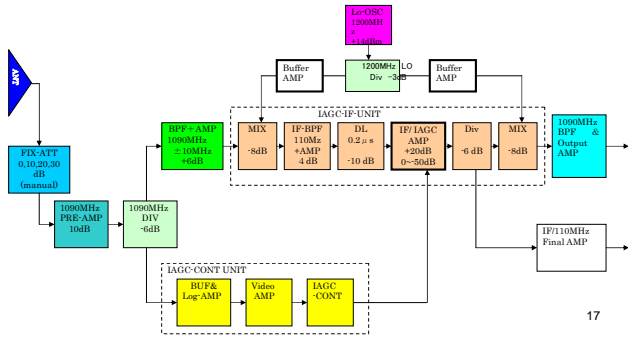 Lo-OSC
1200MH
z
+14dBm
ANT
Buffer
AMP
1200MHz LO
Div -3dB
Buffer
AMP
IAGC-IF-UNIT
BPF+AMP
1090MHz
±10MHz
+6dB
MIX
-8dB
IF-BPF
110Mz
+AMP
4 dB
DL
0.2μs
-10 dB
IF/IAGC
AMP
+20dB
0~-50dB
Div
-6 dB
MIX
-8dB
1090MHz
BPF &
Output
AMP
FIX-ATT
0,10,20,30
dB
(manual)
1090MHz
PRE-AMP
10dB
1090MHz
DIV
-6dB
IF/110MHz
Final AMP
IAGC-CONT UNIT
BUF&
Log-AMP
Video
AMP
IAGC
-CONT
17